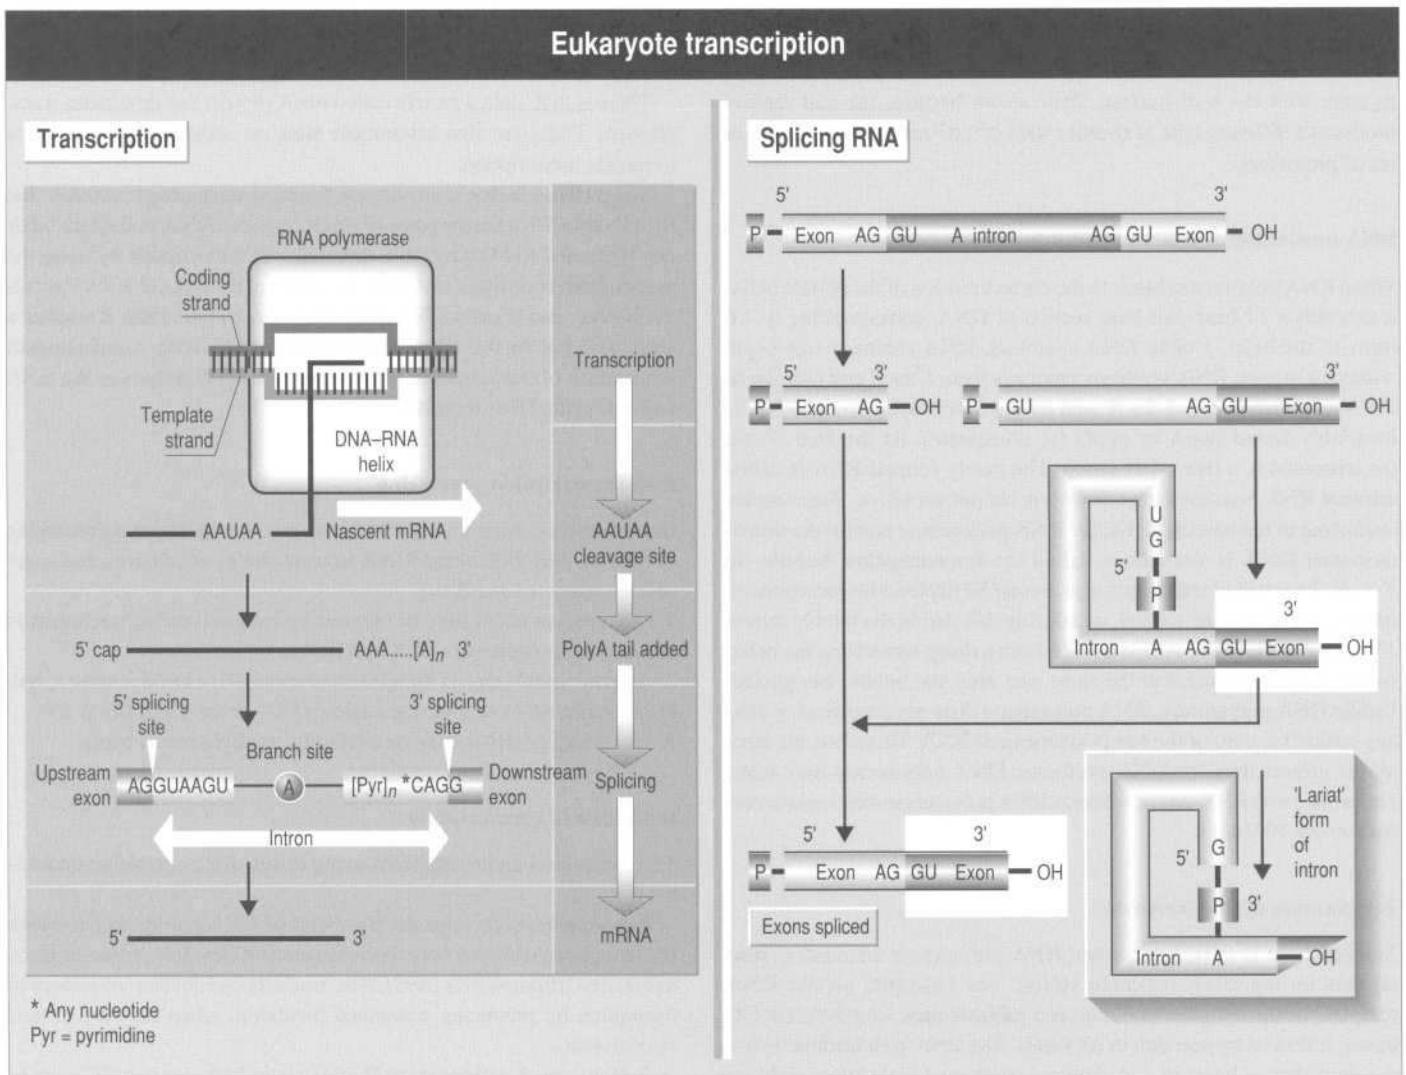 Eukaryote transcription
Transcription
RNA polymerase
Coding
strand
Template
strand
DNA–RNA
helix
AAUAA
Nascent mRNA
5' cap
AAA.....[A]n 3'
5' splicing
site
3' splicing
site
Branch site
Upstream
exon
AGGUAAGU
A
[Pyr]n *CAGG
Downstream
exon
Intron
5'
3'
Transcription
AAUAA
cleavage site
PolyA tail added
Splicing
mRNA
* Any nucleotide
Pyr = pyrimidine
Splicing RNA
5'
3'
P Exon AG GU A intron AG GU Exon OH
5'
3'
P Exon AG OH
3'
P GU AG GU Exon OH
U
G
5'
P
3'
Intron A AG GU Exon OH
5'
3'
P Exon AG GU Exon OH
Exons spliced
'Lariat'
form
of
intron
G
5'
P 3'
Intron A OH